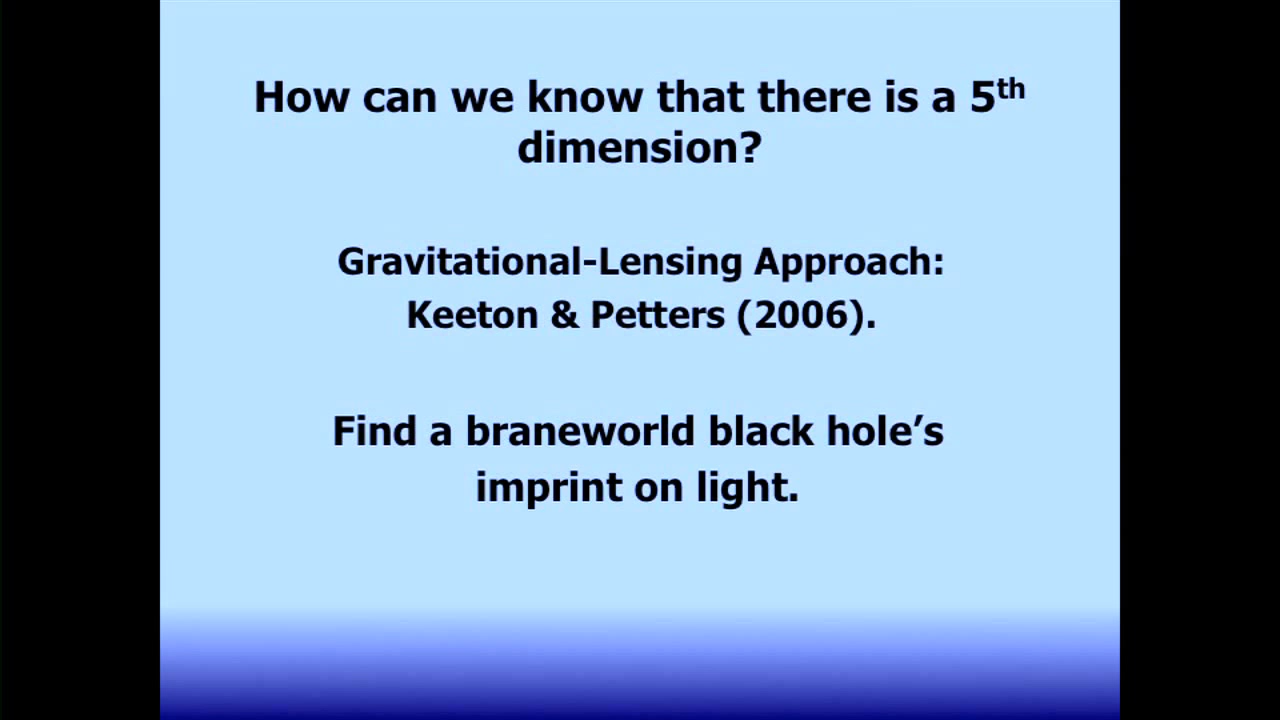 How can we know that there is a 5th
dimension?
Gravitational-Lensing Approach:
Keeton & Petters (2006).
Find a braneworld black hole’s
imprint on light.